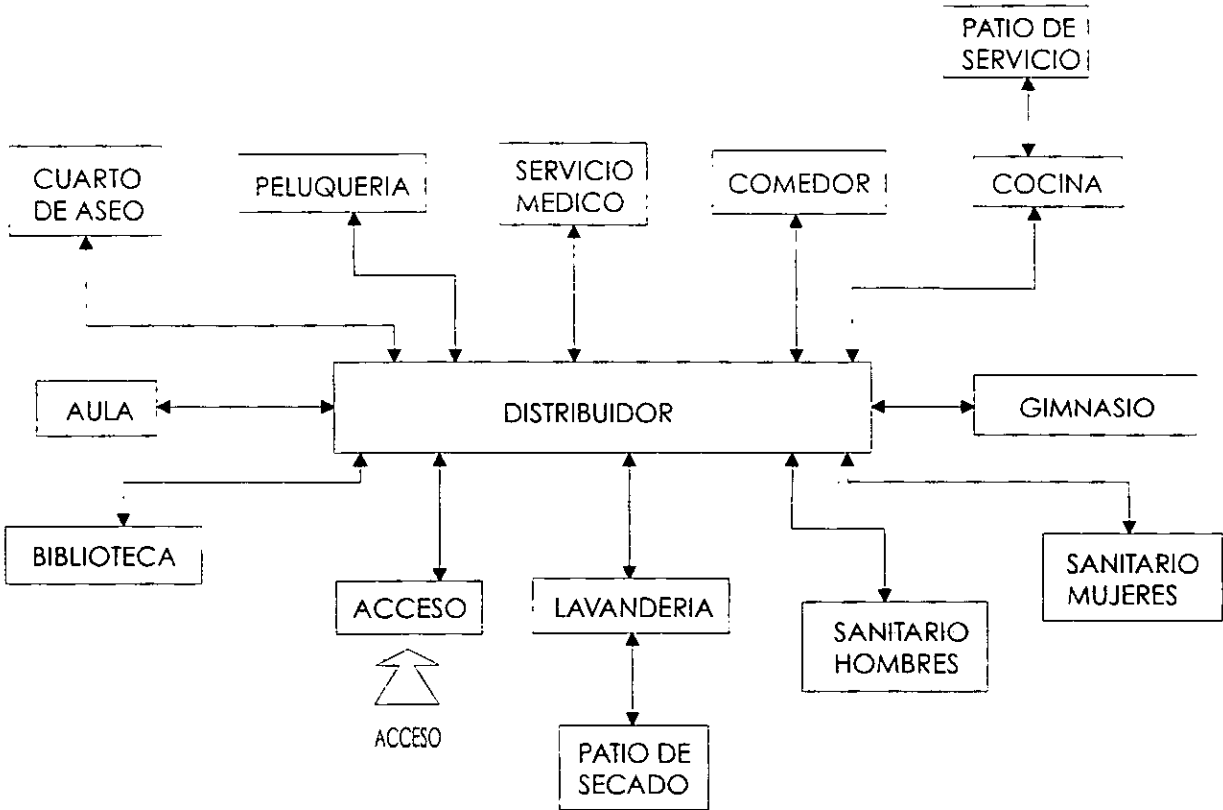 PATIO DE
SERVICIO
CUARTO
DE ASEO
PELUQUERIA
SERVICIO
MEDICO
COMEDOR
COCINA
AULA
DISTRIBUIDOR
GIMNASIO
BIBLIOTECA
ACCESO
LAVANDERIA
SANITARIO
HOMBRES
SANITARIO
MUJERES
ACCESO
PATIO DE
SECADO